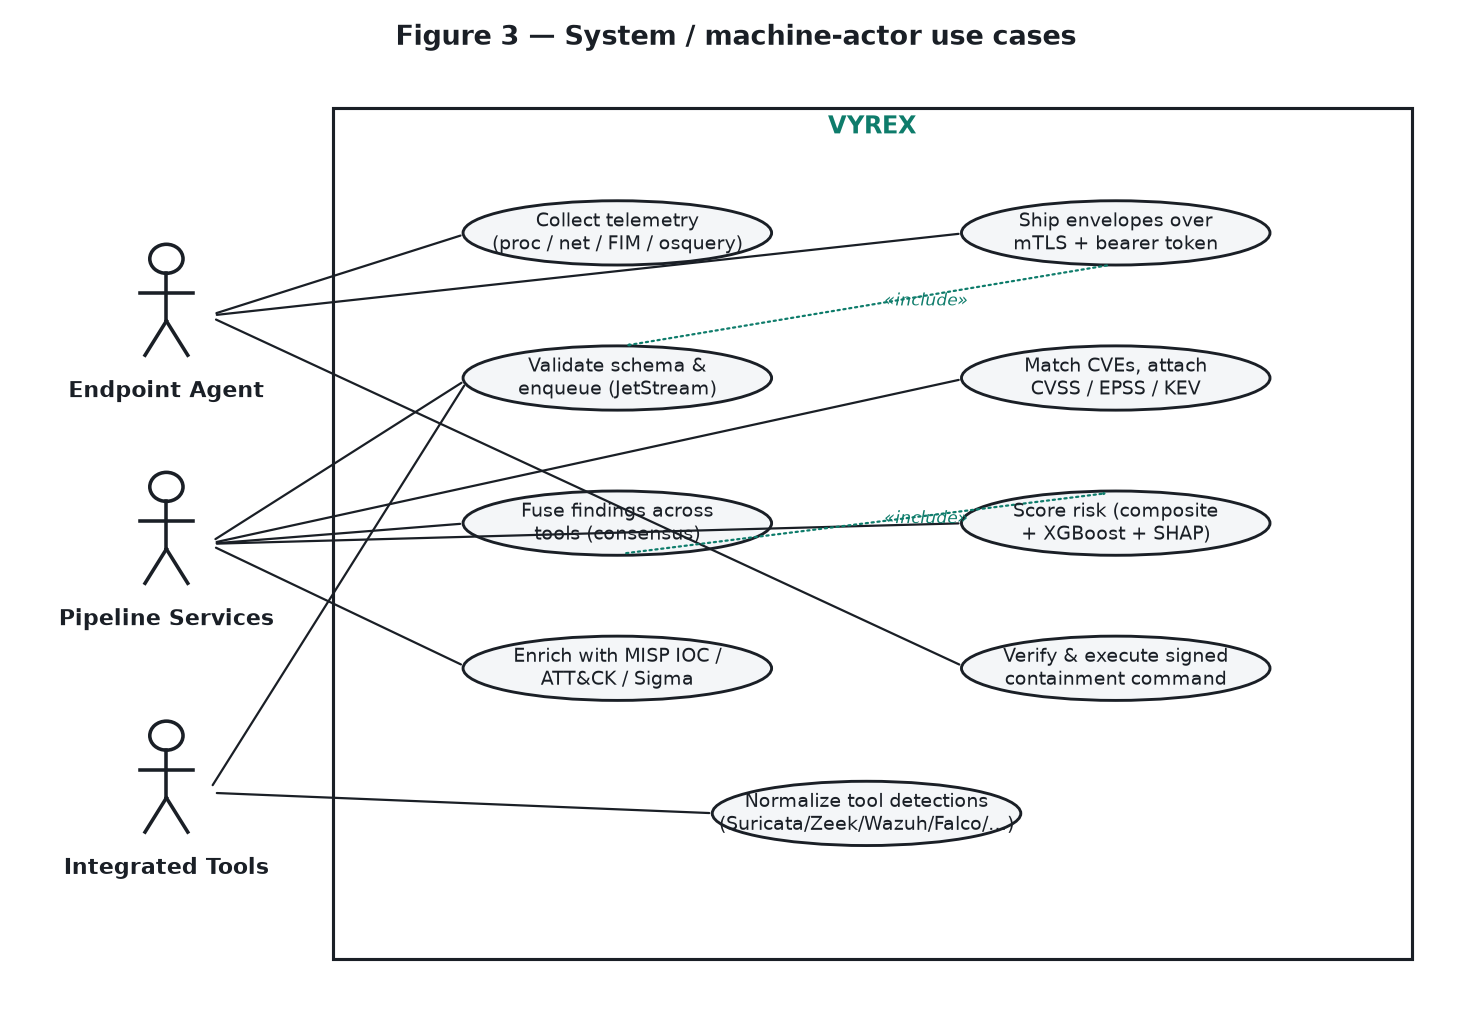 Figure 3 — System / machine-actor use cases
VYREX
Collect telemetry
(proc / net / FIM / osquery)
Ship envelopes over
mTLS + bearer token
«include»
Endpoint Agent
Validate schema &
enqueue (JetStream)
Match CVEs, attach
CVSS / EPSS / KEV
Fuse findings across
tools (consensus)
«include»
Score risk (composite
+ XGBoost + SHAP)
Pipeline Services
Enrich with MISP IOC /
ATT&CK / Sigma
Verify & execute signed
containment command
Normalize tool detections
(Suricata/Zeek/Wazuh/Falco/...)
Integrated Tools